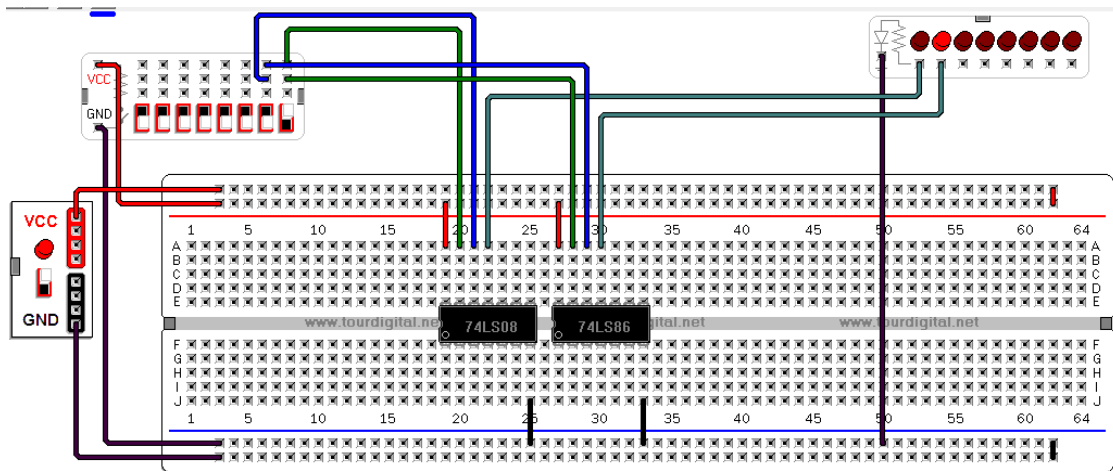 VCC
GND
VCC
GND
1 5 10 15 20 25 30 35 40 45 50 55 60 64
A A
B B
C C
D D
E E
74LS08 74LS86
www.tourdigital.ne ital.net www.tourdigital.net
F F
G G
H H
I I
J J
1 5 10 15 20 25 30 35 40 45 50 55 60 64